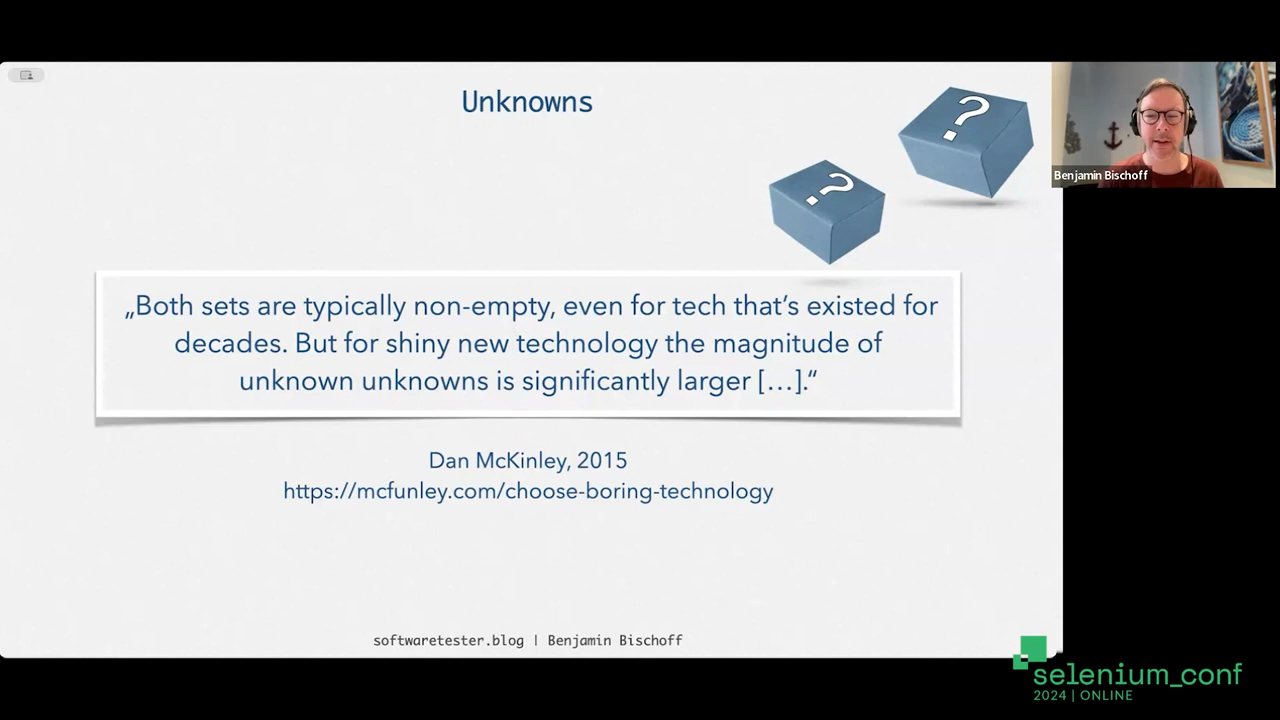 Unknowns
?
?
Benjamin Bischoff
„Both sets are typically non-empty, even for tech that’s existed for
decades. But for shiny new technology the magnitude of
unknown unknowns is significantly larger […].“
Dan McKinley, 2015
https://mcfunley.com/choose-boring-technology
softwaretester.blog | Benjamin Bischoff
selenium_conf
2024 | ONLINE